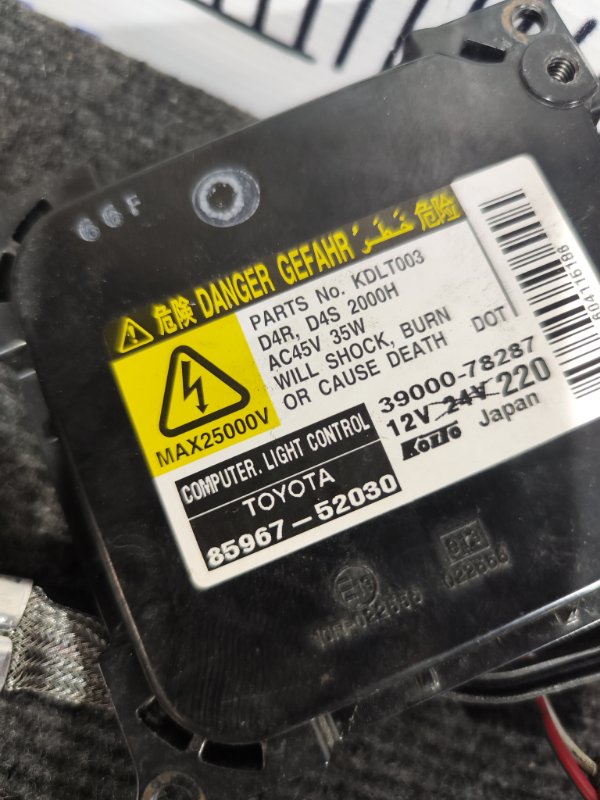 66F
危険 DANGER GEFAHR خَطَر 危险
PARTS No. KDLT003
D4R, D4S 2000H
AC45V 35W
WILL SHOCK, BURN
OR CAUSE DEATH
DOT
MAX25000V
COMPUTER. LIGHT CONTROL
TOYOTA
85967-52030
39000-78287
12V 24V 220
KOITO Japan
022666